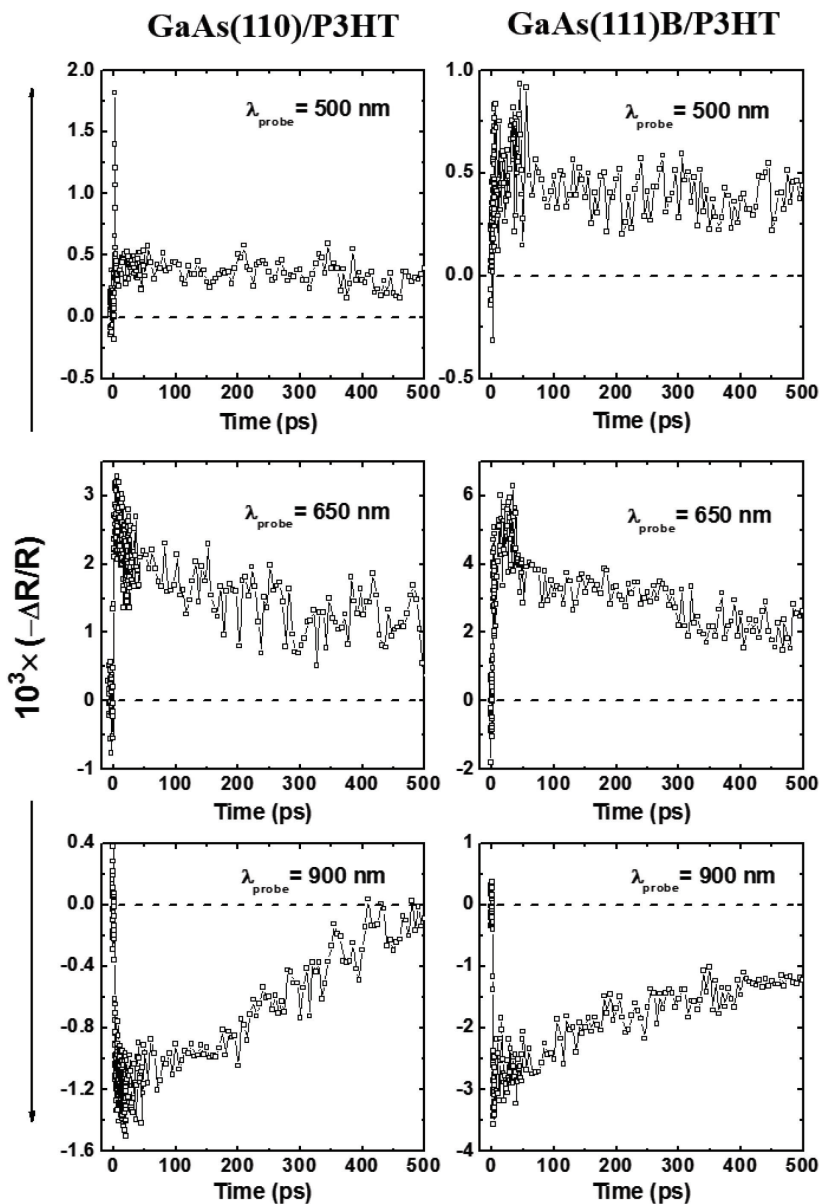 GaAs(110)/P3HT
GaAs(111)B/P3HT
10³× (−ΔR/R)
λprobe = 500 nm
2.0
1.5
1.0
0.5
0.0
-0.5
0 100 200 300 400 500
Time (ps)
λprobe = 500 nm
1.0
0.5
0.0
-0.5
0 100 200 300 400 500
Time (ps)
λprobe = 650 nm
3
2
1
0
-1
0 100 200 300 400 500
Time (ps)
λprobe = 650 nm
6
4
2
0
-2
0 100 200 300 400 500
Time (ps)
λprobe = 900 nm
0.4
0.0
-0.4
-0.8
-1.2
-1.6
0 100 200 300 400 500
Time (ps)
λprobe = 900 nm
1
0
-1
-2
-3
-4
0 100 200 300 400 500
Time (ps)